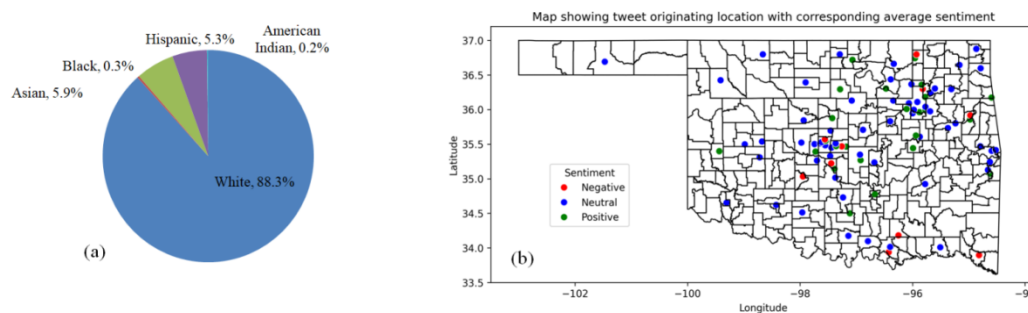 Hispanic, 5.3%
American
Indian, 0.2%
Black, 0.3%
Asian, 5.9%
White, 88.3%
(a)
Map showing tweet originating location with corresponding average sentiment
37.0
36.5
36.0
35.5
35.0
34.5
34.0
33.5
Latitude
Sentiment
Negative
Neutral
Positive
(b)
−102
−100
−98
−96
−9
Longitude